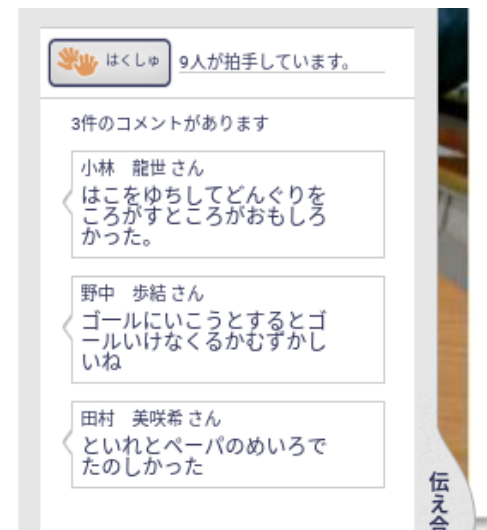 はくしゅ
9人が拍手しています。
3件のコメントがあります
小林　龍世 さん
はこをゆちしてどんぐりを
ころがすところがおもしろ
かった。
野中　歩結 さん
ゴールにいこうとするとゴ
ールいけなくるかむずかし
いね
田村　美咲希 さん
といれとペーパのめいろで
たのしかった
伝え合